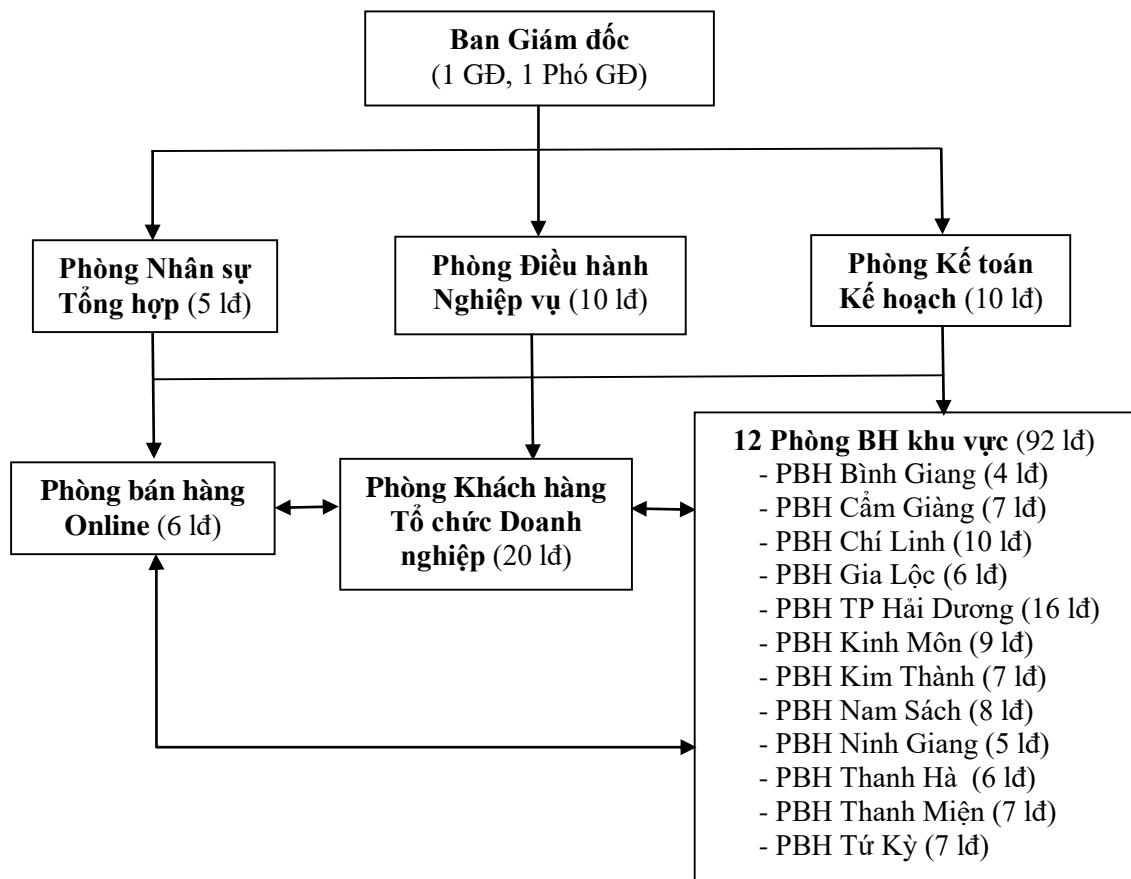 Ban Giám đốc
(1 GĐ, 1 Phó GĐ)
Phòng Nhân sự
Tổng hợp (5 lđ)
Phòng Điều hành
Nghiệp vụ (10 lđ)
Phòng Kế toán
Kế hoạch (10 lđ)
Phòng bán hàng
Online (6 lđ)
Phòng Khách hàng
Tổ chức Doanh
nghiệp (20 lđ)
12 Phòng BH khu vực (92 lđ)
- PBH Bình Giang (4 lđ)
- PBH Cẩm Giàng (7 lđ)
- PBH Chí Linh (10 lđ)
- PBH Gia Lộc (6 lđ)
- PBH TP Hải Dương (16 lđ)
- PBH Kinh Môn (9 lđ)
- PBH Kim Thành (7 lđ)
- PBH Nam Sách (8 lđ)
- PBH Ninh Giang (5 lđ)
- PBH Thanh Hà (6 lđ)
- PBH Thanh Miện (7 lđ)
- PBH Tứ Kỳ (7 lđ)